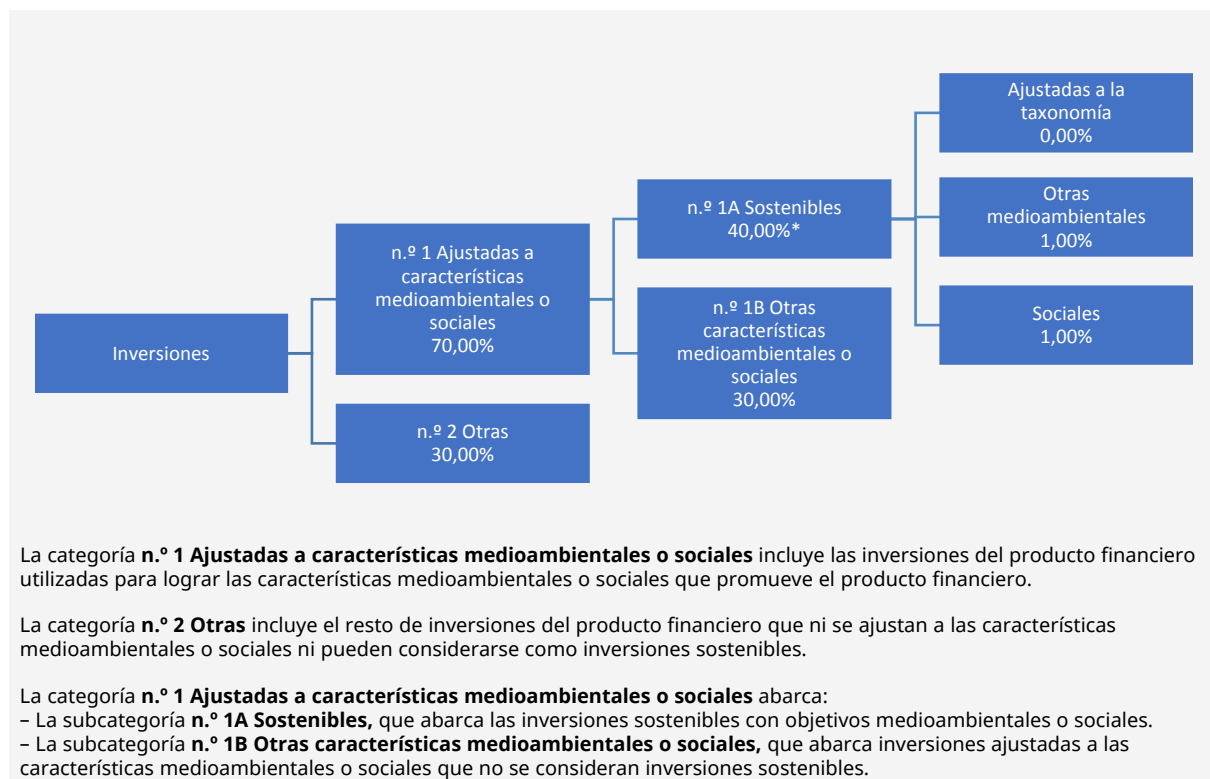 Inversiones
n.º 1 Ajustadas a
características
medioambientales o
sociales
70,00%
n.º 2 Otras
30,00%
n.º 1A Sostenibles
40,00%*
n.º 1B Otras
características
medioambientales o
sociales
30,00%
Ajustadas a la
taxonomía
0,00%
Otras
medioambientales
1,00%
Sociales
1,00%
La categoría n.º 1 Ajustadas a características medioambientales o sociales incluye las inversiones del producto financiero
utilizadas para lograr las características medioambientales o sociales que promueve el producto financiero.
La categoría n.º 2 Otras incluye el resto de inversiones del producto financiero que ni se ajustan a las características
medioambientales o sociales ni pueden considerarse como inversiones sostenibles.
La categoría n.º 1 Ajustadas a características medioambientales o sociales abarca:
– La subcategoría n.º 1A Sostenibles, que abarca las inversiones sostenibles con objetivos medioambientales o sociales.
– La subcategoría n.º 1B Otras características medioambientales o sociales, que abarca inversiones ajustadas a las
características medioambientales o sociales que no se consideran inversiones sostenibles.